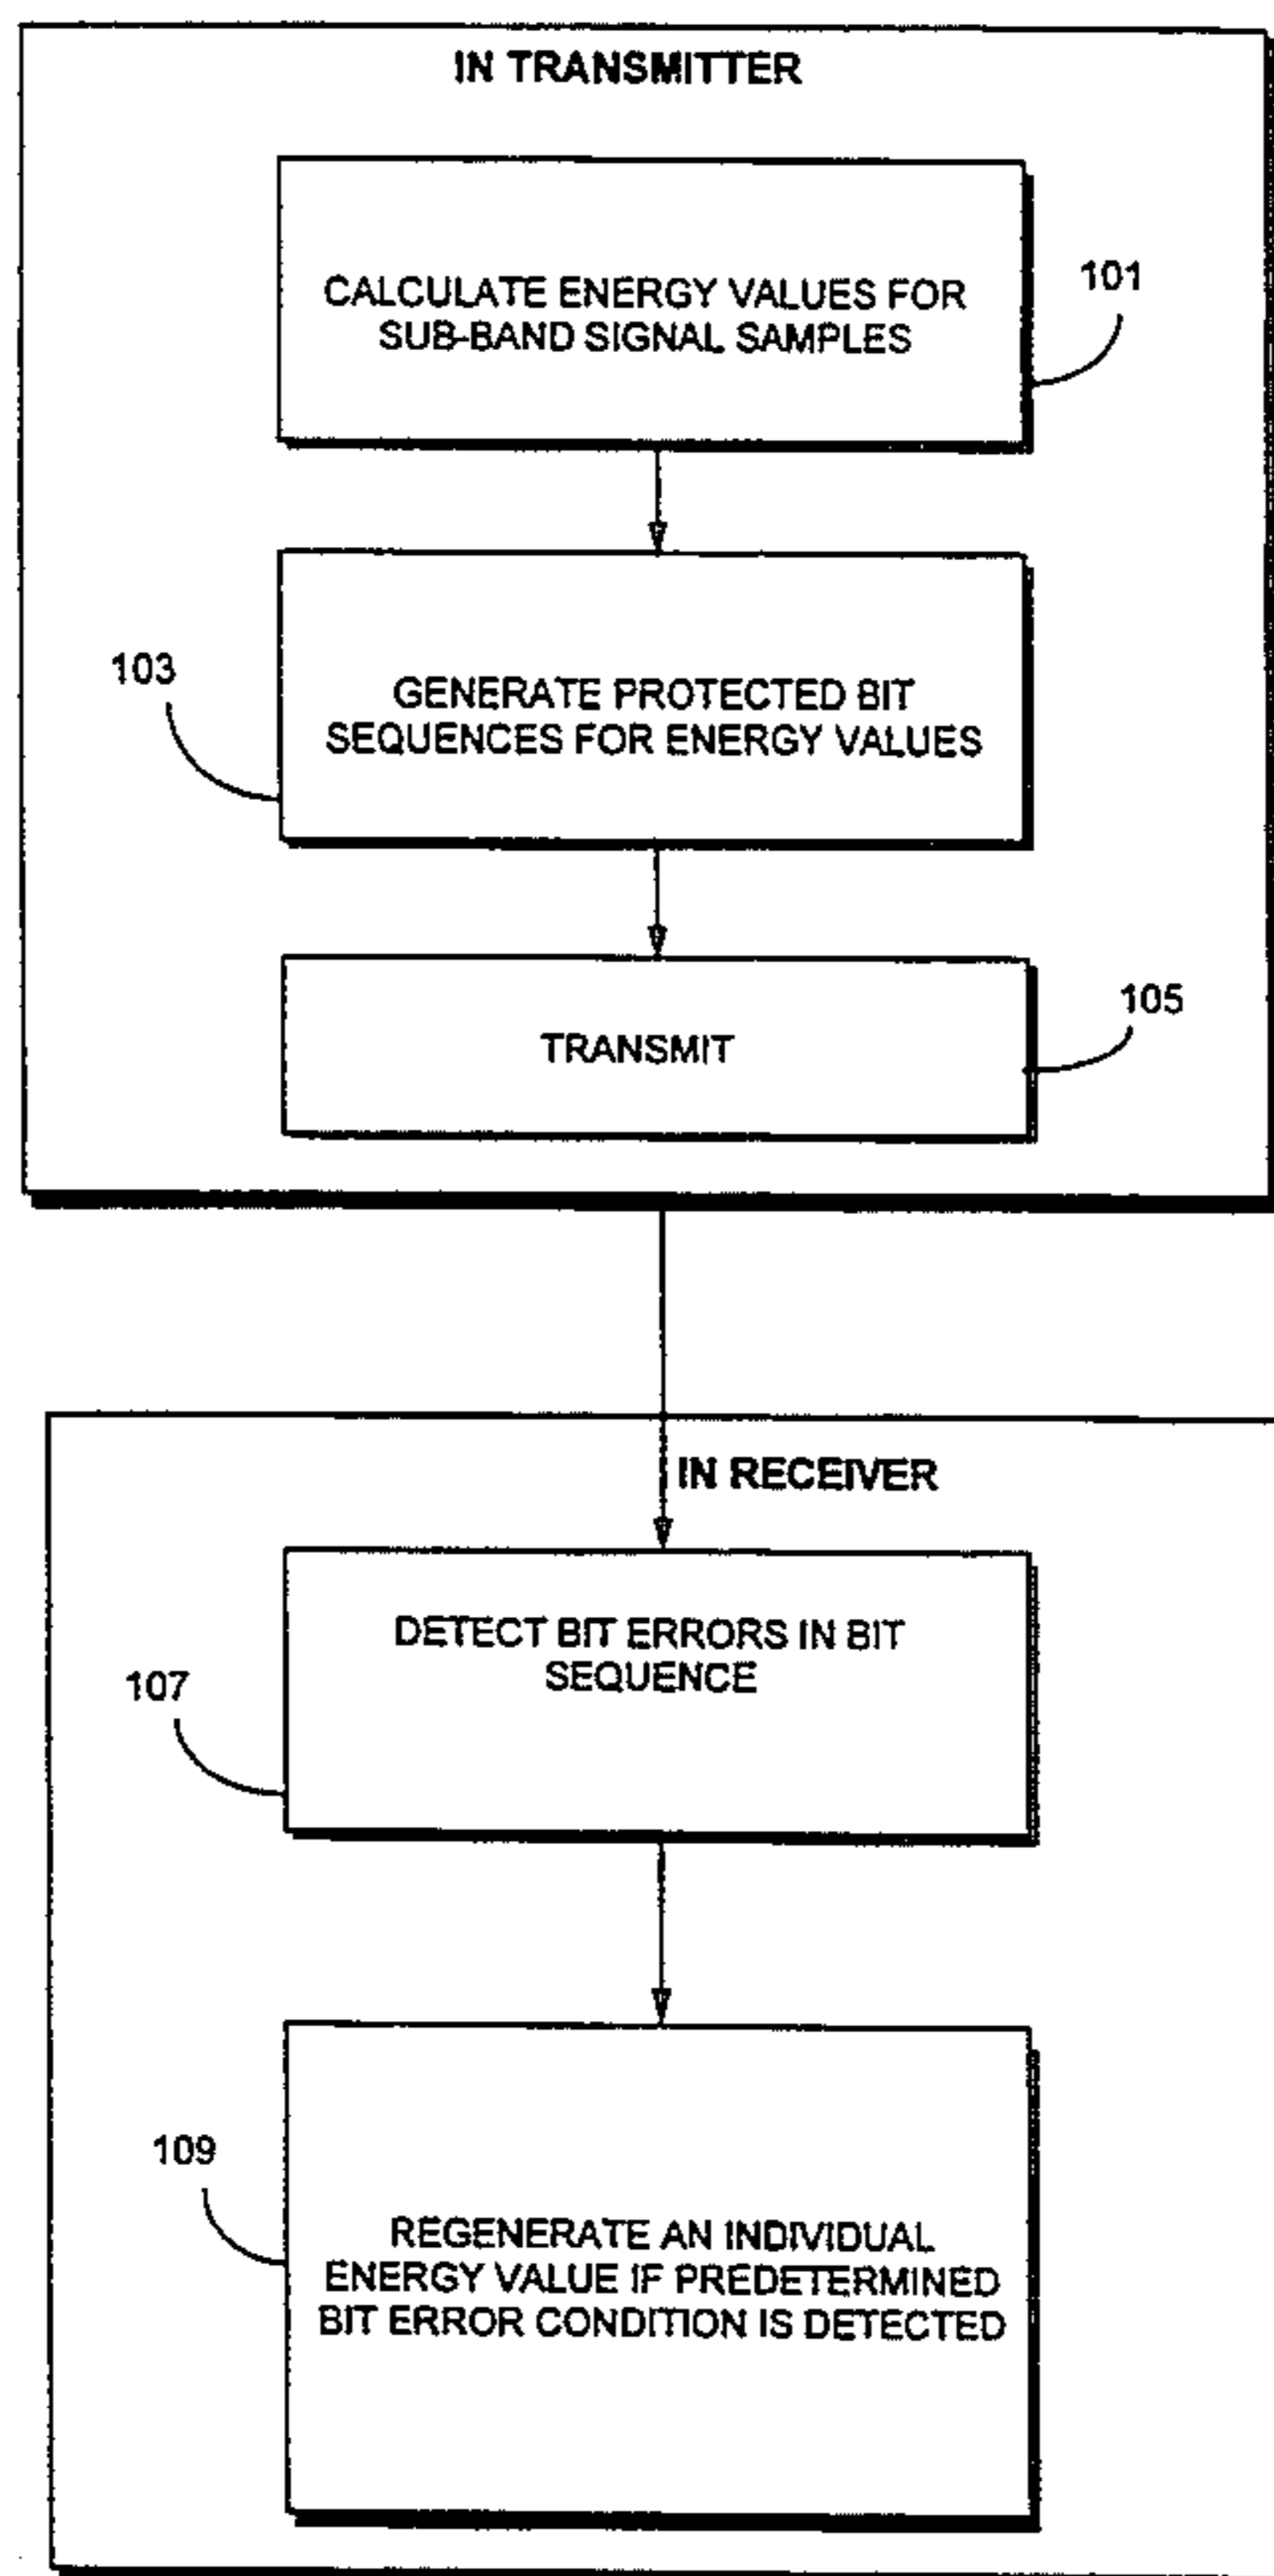 IN TRANSMITTER
CALCULATE ENERGY VALUES FOR
SUB-BAND SIGNAL SAMPLES
101
103
GENERATE PROTECTED BIT
SEQUENCES FOR ENERGY VALUES
TRANSMIT
105
IN RECEIVER
DETECT BIT ERRORS IN BIT
SEQUENCE
107
109
REGENERATE AN INDIVIDUAL
ENERGY VALUE IF PREDETERMINED
BIT ERROR CONDITION IS DETECTED